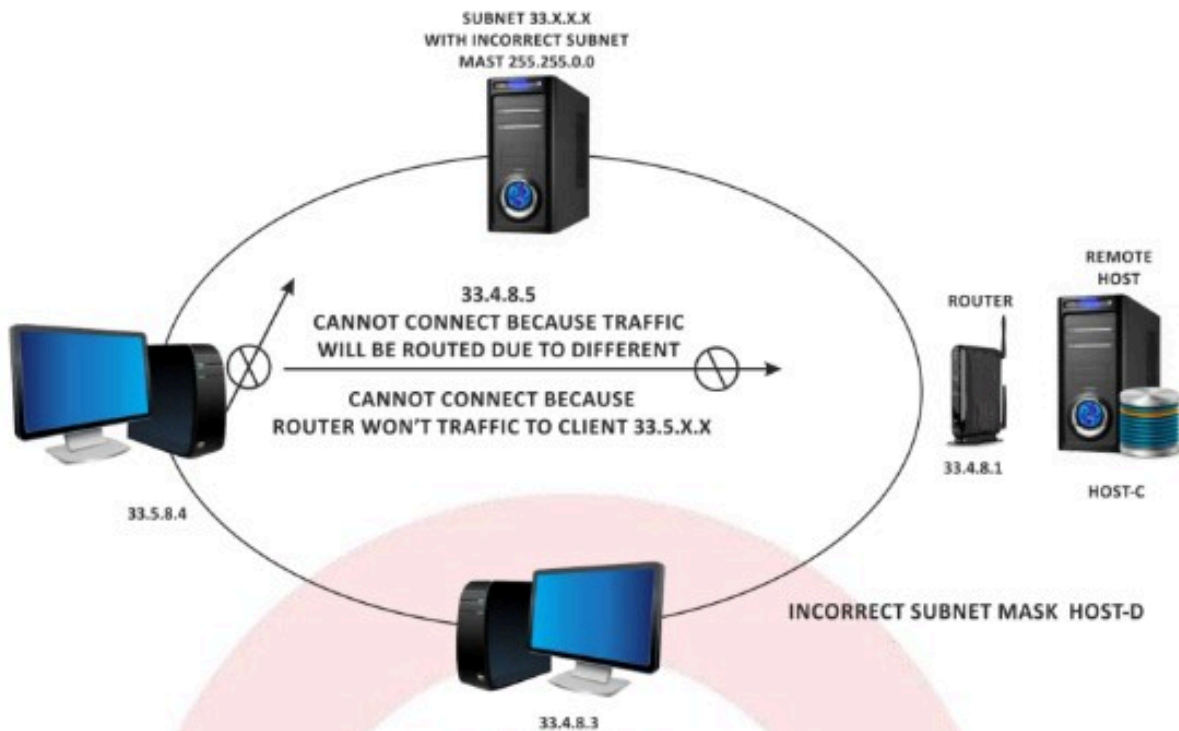 SUBNET 33.X.X.X
WITH INCORRECT SUBNET
MAST 255.255.0.0
33.4.8.5
CANNOT CONNECT BECAUSE TRAFFIC
WILL BE ROUTED DUE TO DIFFERENT
CANNOT CONNECT BECAUSE
ROUTER WON'T TRAFFIC TO CLIENT 33.5.X.X
33.5.8.4
ROUTER
33.4.8.1
REMOTE
HOST
HOST-C
INCORRECT SUBNET MASK HOST-D
33.4.8.3